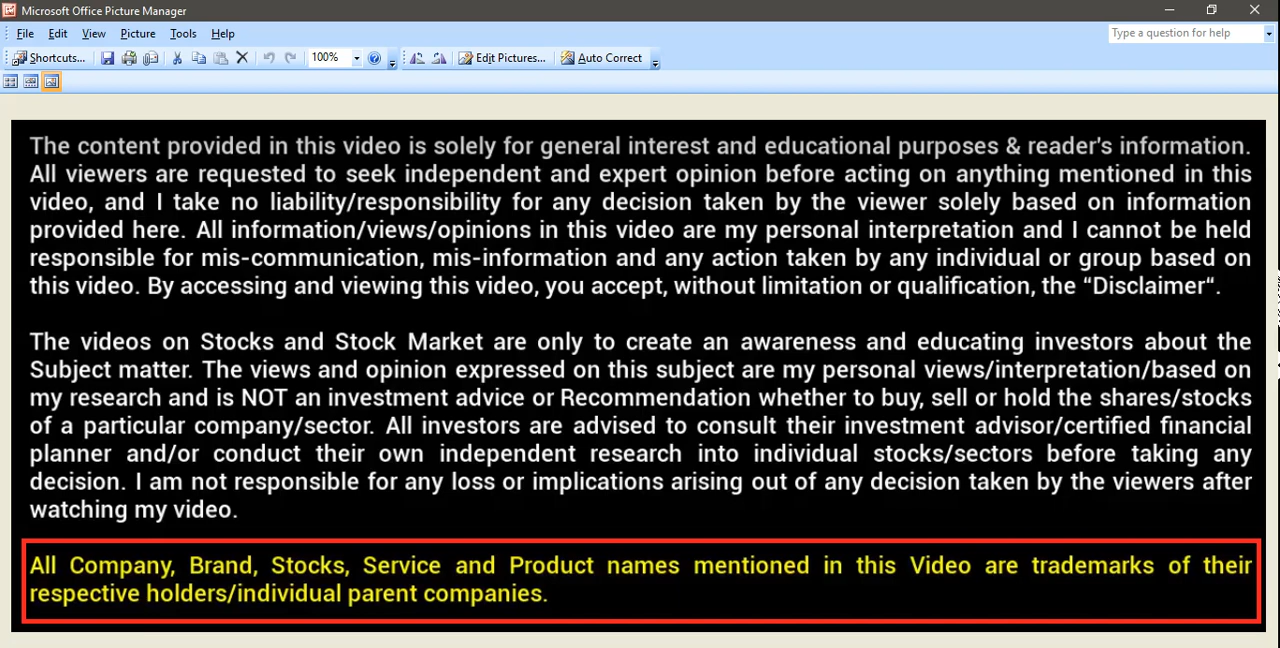 Microsoft Office Picture Manager
File Edit View Picture Tools Help
Type a question for help
Shortcuts... 100% Edit Pictures... Auto Correct
The content provided in this video is solely for general interest and educational purposes & reader's information.
All viewers are requested to seek independent and expert opinion before acting on anything mentioned in this
video, and I take no liability/responsibility for any decision taken by the viewer solely based on information
provided here. All information/views/opinions in this video are my personal interpretation and I cannot be held
responsible for mis-communication, mis-information and any action taken by any individual or group based on
this video. By accessing and viewing this video, you accept, without limitation or qualification, the “Disclaimer“.
The videos on Stocks and Stock Market are only to create an awareness and educating investors about the
Subject matter. The views and opinion expressed on this subject are my personal views/interpretation/based on
my research and is NOT an investment advice or Recommendation whether to buy, sell or hold the shares/stocks
of a particular company/sector. All investors are advised to consult their investment advisor/certified financial
planner and/or conduct their own independent research into individual stocks/sectors before taking any
decision. I am not responsible for any loss or implications arising out of any decision taken by the viewers after
watching my video.
All Company, Brand, Stocks, Service and Product names mentioned in this Video are trademarks of their
respective holders/individual parent companies.